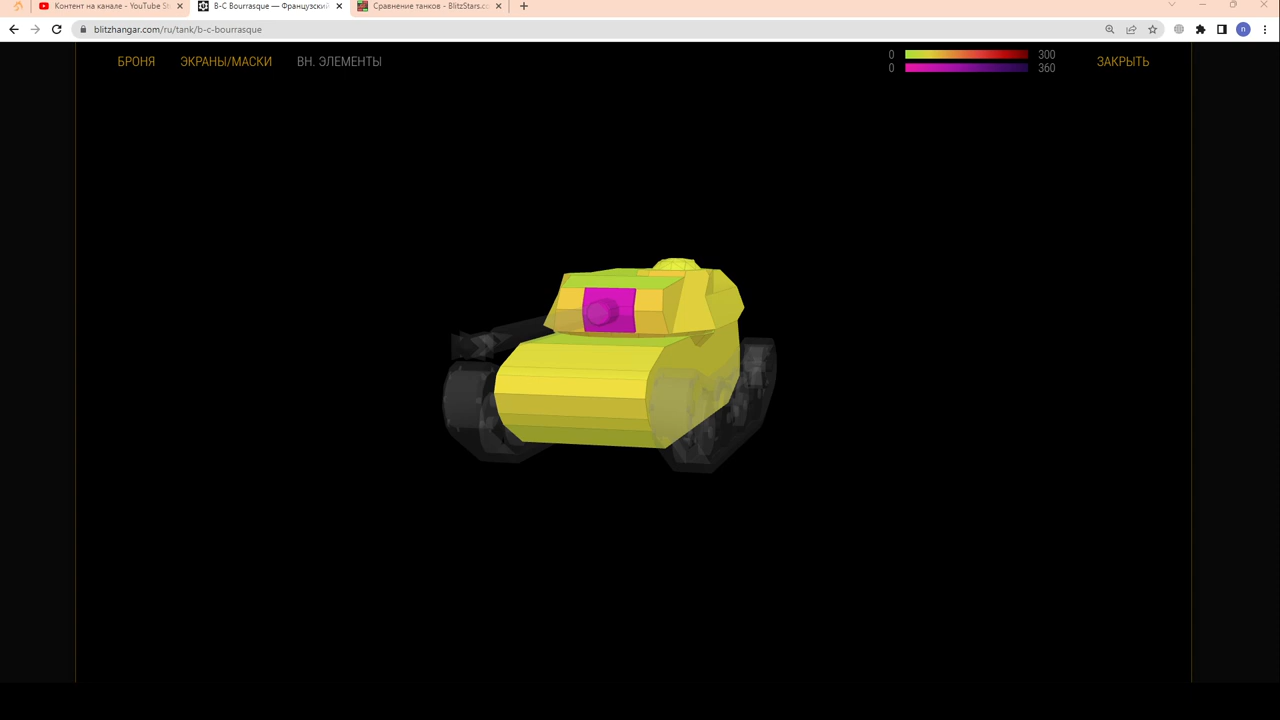 Контент на канале - YouTube St
B-C Bourrasque — Французский
Сравнение танков - BlitzStars.co
blitzhangar.com/ru/tank/b-c-bourrasque
n
БРОНЯ
ЭКРАНЫ/МАСКИ
ВН. ЭЛЕМЕНТЫ
0 300
0 360
ЗАКРЫТЬ